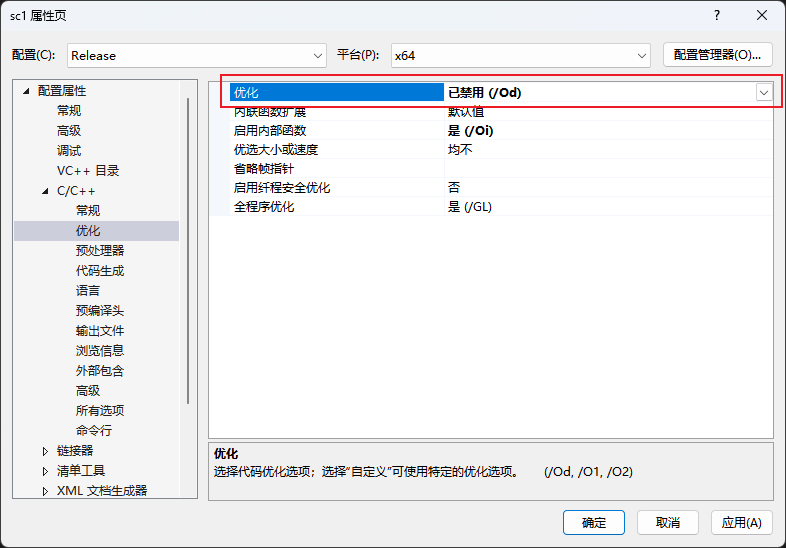 sc1 属性页
配置(C): Release 平台(P): x64 配置管理器(O)...
配置属性
常规
高级
调试
VC++ 目录
C/C++
常规
优化
预处理器
代码生成
语言
预编译头
输出文件
浏览信息
外部包含
高级
所有选项
命令行
链接器
清单工具
XML 文档生成器
优化 已禁用 (/Od)
内联函数扩展 默认值
启用内部函数 是 (/Oi)
优选大小或速度 均不
省略帧指针
启用纤程安全优化 否
全程序优化 是 (/GL)
优化
选择代码优化选项；选择“自定义”可使用特定的优化选项。 (/Od, /O1, /O2)
确定 取消 应用(A)